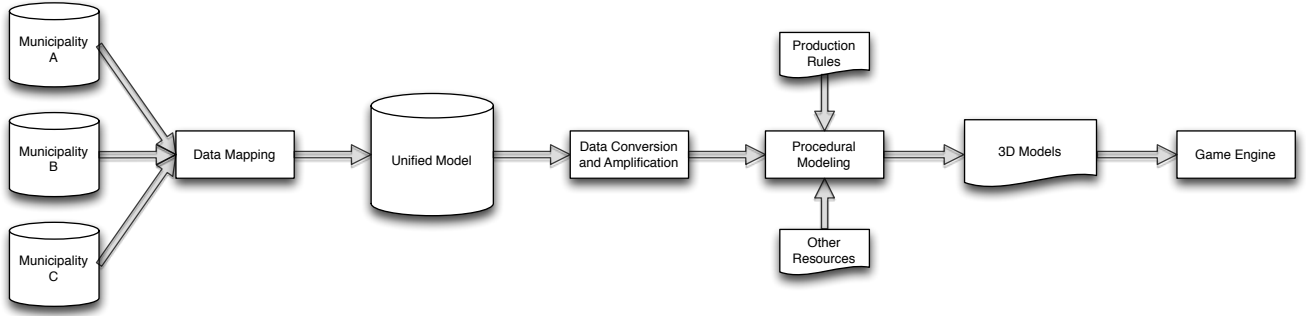 Municipality
A
Municipality
B
Municipality
C
Data Mapping
Unified Model
Data Conversion
and Amplification
Production
Rules
Procedural
Modeling
Other
Resources
3D Models
Game Engine